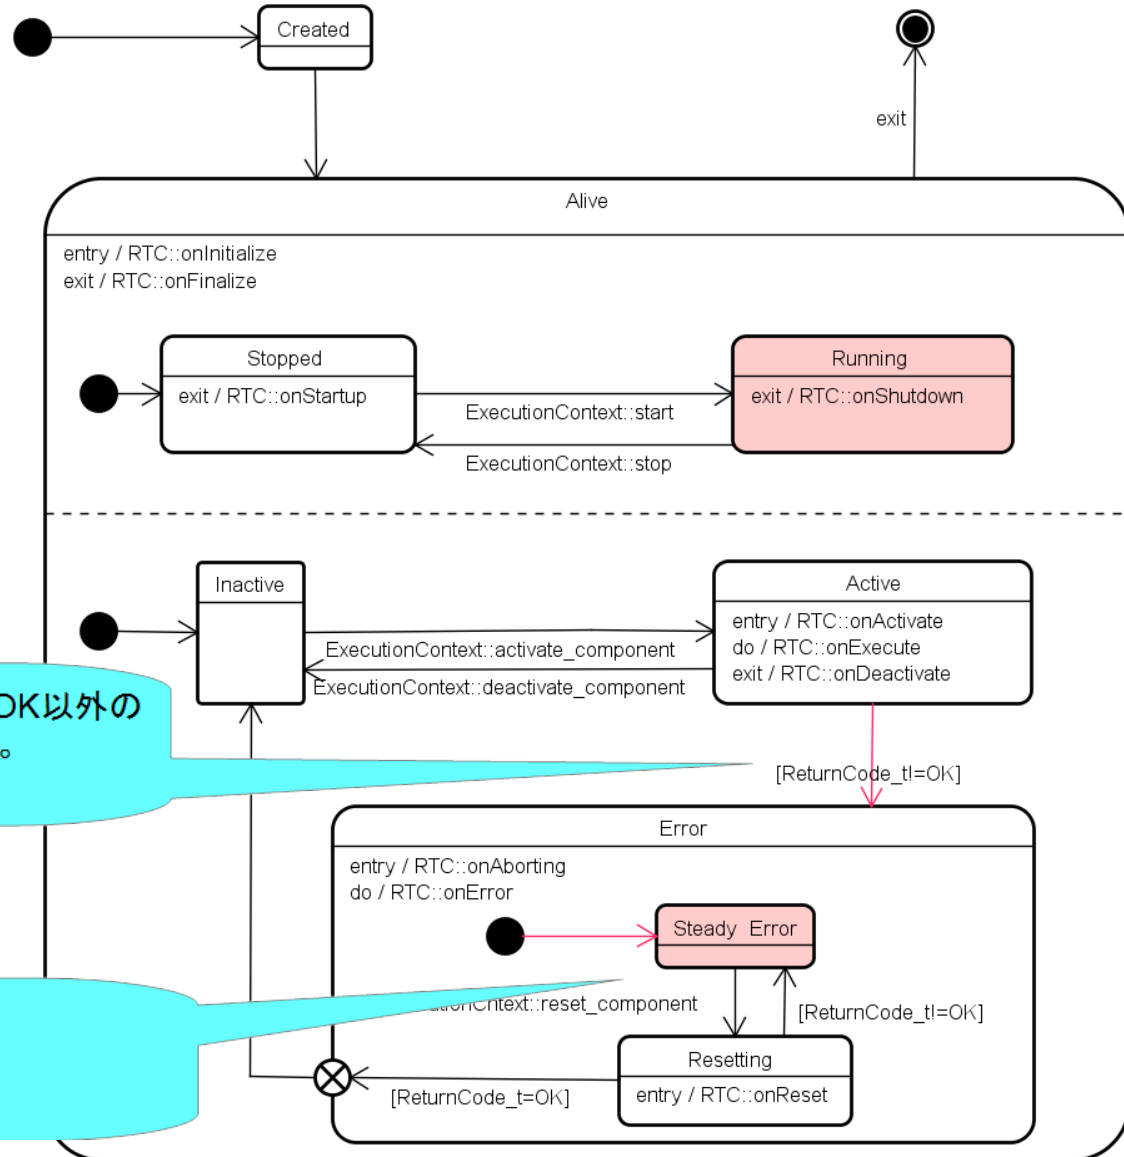 Created
exit
Alive
entry / RTC::onInitialize
exit / RTC::onFinalize
Stopped
exit / RTC::onStartup
Running
exit / RTC::onShutdown
ExecutionContext::start
ExecutionContext::stop
Inactive
Active
entry / RTC::onActivate
do / RTC::onExecute
exit / RTC::onDeactivate
ExecutionContext::activate_component
ExecutionContext::deactivate_component
OK以外の
。
[ReturnCode_t!=OK]
Error
entry / RTC::onAborting
do / RTC::onError
Steady Error
::reset_component
[ReturnCode_t!=OK]
Resetting
entry / RTC::onReset
[ReturnCode_t=OK]